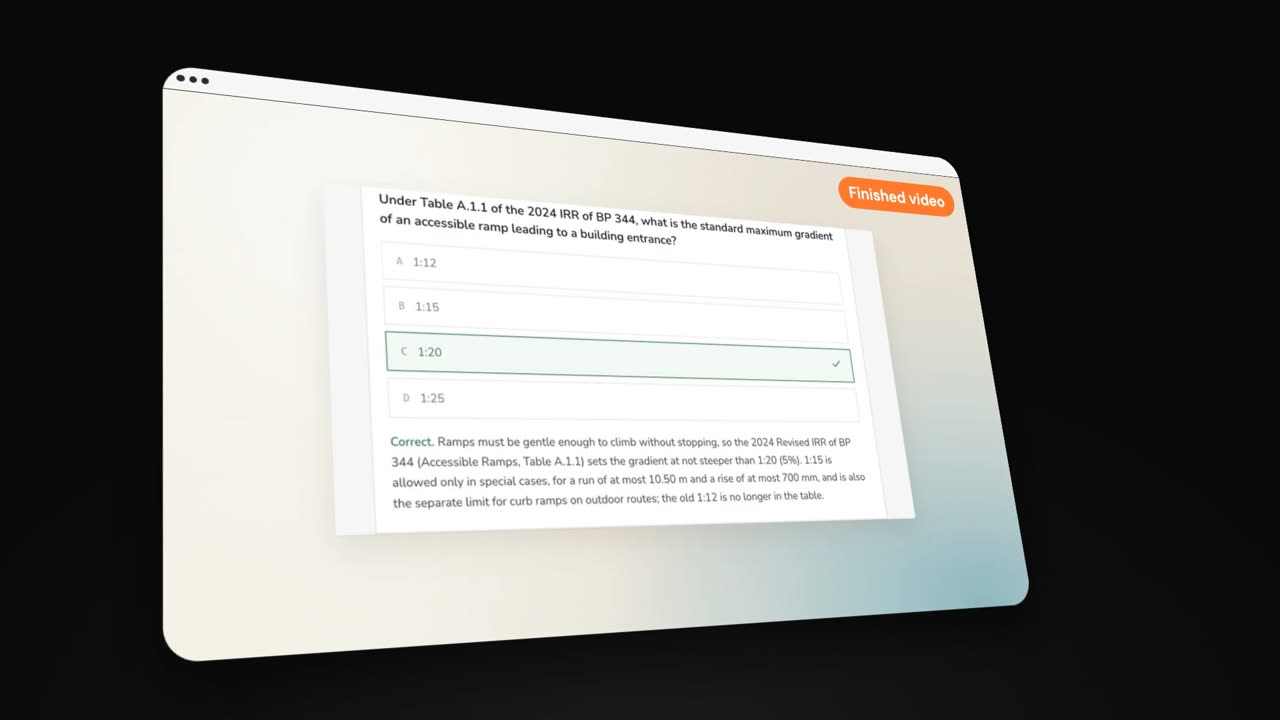 Finished video
Under Table A.1.1 of the 2024 IRR of BP 344, what is the standard maximum gradient
of an accessible ramp leading to a building entrance?
A 1:12
B 1:15
C 1:20
D 1:25
Correct. Ramps must be gentle enough to climb without stopping, so the 2024 Revised IRR of BP
344 (Accessible Ramps, Table A.1.1) sets the gradient at not steeper than 1:20 (5%). 1:15 is
allowed only in special cases, for a run of at most 10.50 m and a rise of at most 700 mm, and is also
the separate limit for curb ramps on outdoor routes; the old 1:12 is no longer in the table.